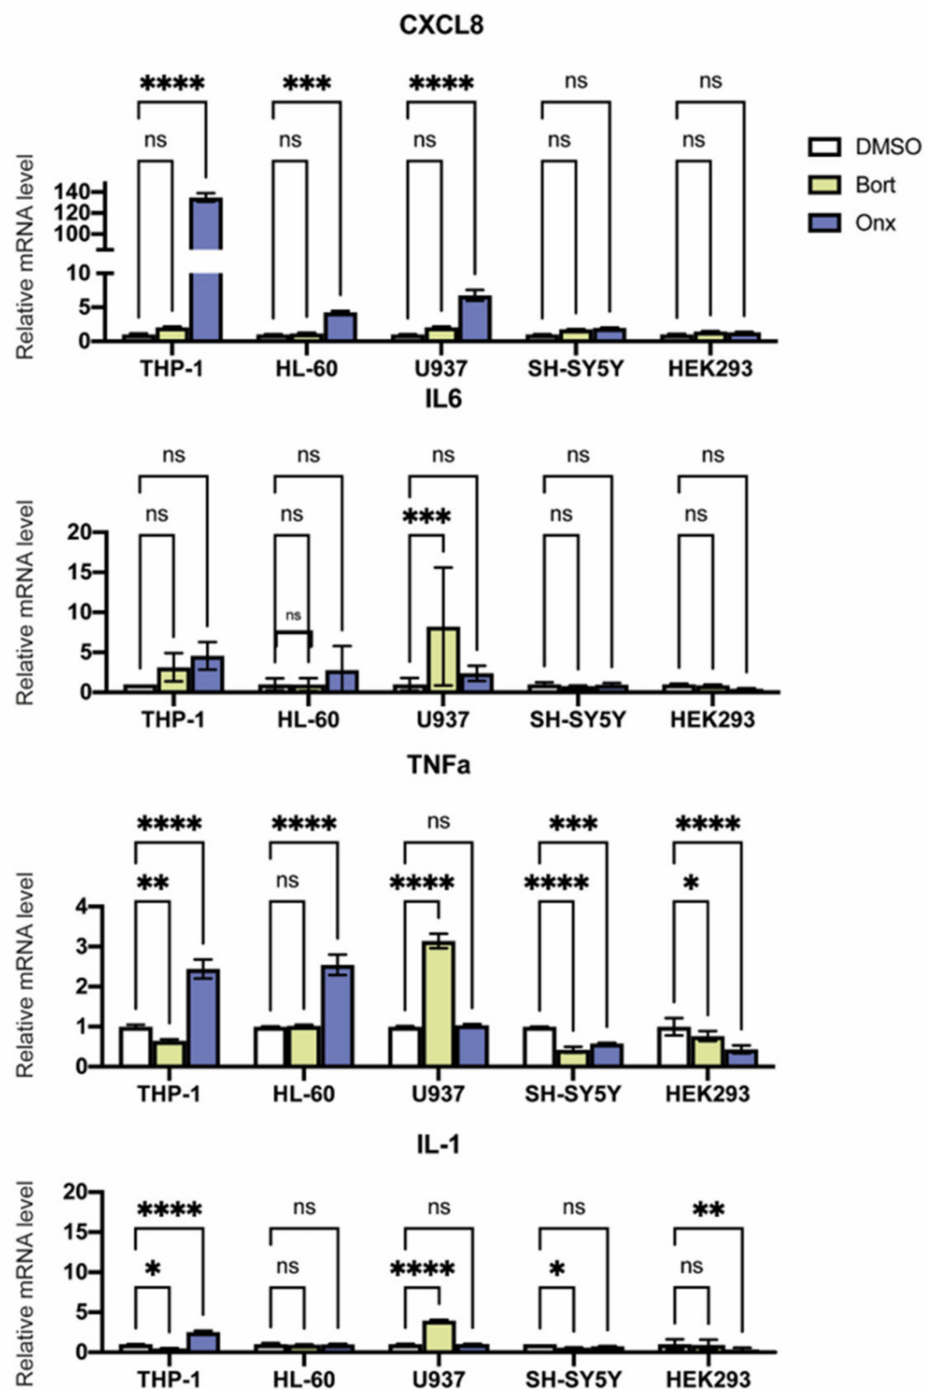 CXCL8
**** *** **** ns ns
ns ns ns ns ns
DMSO
Bort
Onx
Relative mRNA level
140
120
100
10
5
0
THP-1 HL-60 U937 SH-SY5Y HEK293
IL6
ns ns ns ns ns
ns ns *** ns ns
ns
Relative mRNA level
20
15
10
5
0
THP-1 HL-60 U937 SH-SY5Y HEK293
TNFa
**** **** ns *** ****
** ns **** **** *
Relative mRNA level
4
3
2
1
0
THP-1 HL-60 U937 SH-SY5Y HEK293
IL-1
**** ns ns ns **
* ns **** * ns
Relative mRNA level
20
15
10
5
0
THP-1 HL-60 U937 SH-SY5Y HEK293